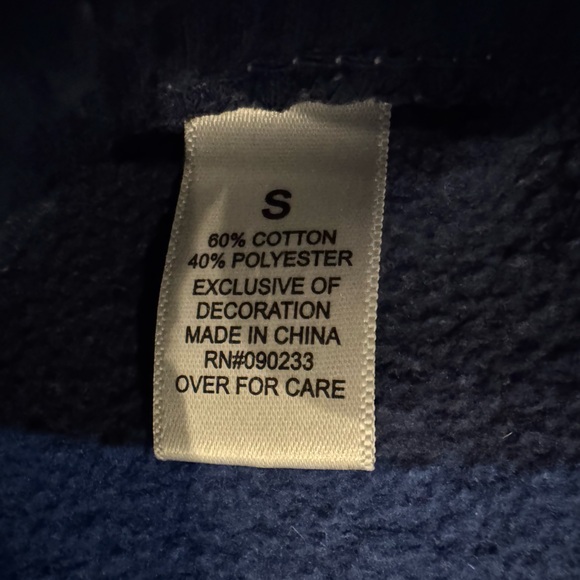 S
60% COTTON
40% POLYESTER
EXCLUSIVE OF
DECORATION
MADE IN CHINA
RN#090233
OVER FOR CARE